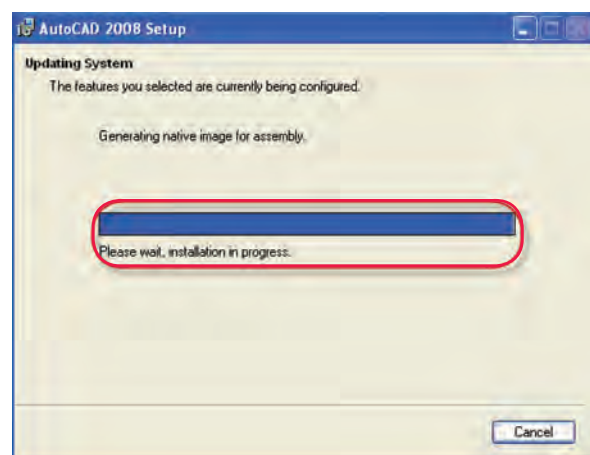 AutoCAD 2008 Setup
Updating System
The features you selected are currently being configured.
Generating native image for assembly.
Please wait, installation in progress.
Cancel